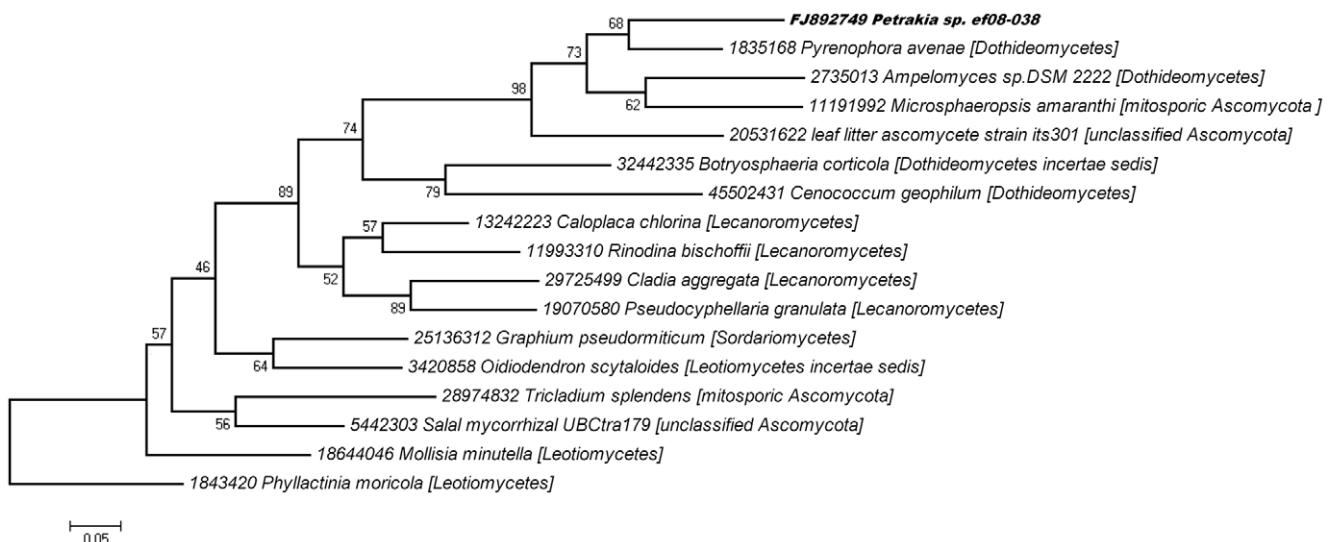 FJ892749 Petrakia sp. ef08-038
68
1835168 Pyrenophora avenae [Dothideomycetes]
73
2735013 Ampelomyces sp.DSM 2222 [Dothideomycetes]
98
62
11191992 Microsphaeropsis amaranthi [mitosporic Ascomycota ]
74
20531622 leaf litter ascomycete strain its301 [unclassified Ascomycota]
32442335 Botryosphaeria corticola [Dothideomycetes incertae sedis]
89
79
45502431 Cenococcum geophilum [Dothideomycetes]
13242223 Caloplaca chlorina [Lecanoromycetes]
57
11993310 Rinodina bischoffii [Lecanoromycetes]
46
52
29725499 Cladia aggregata [Lecanoromycetes]
89
19070580 Pseudocyphellaria granulata [Lecanoromycetes]
57
25136312 Graphium pseudormiticum [Sordariomycetes]
64
3420858 Oidiodendron scytaloides [Leotiomycetes incertae sedis]
28974832 Tricladium splendens [mitosporic Ascomycota]
56
5442303 Salal mycorrhizal UBCtra179 [unclassified Ascomycota]
18644046 Mollisia minutella [Leotiomycetes]
1843420 Phyllactinia moricola [Leotiomycetes]
0.05